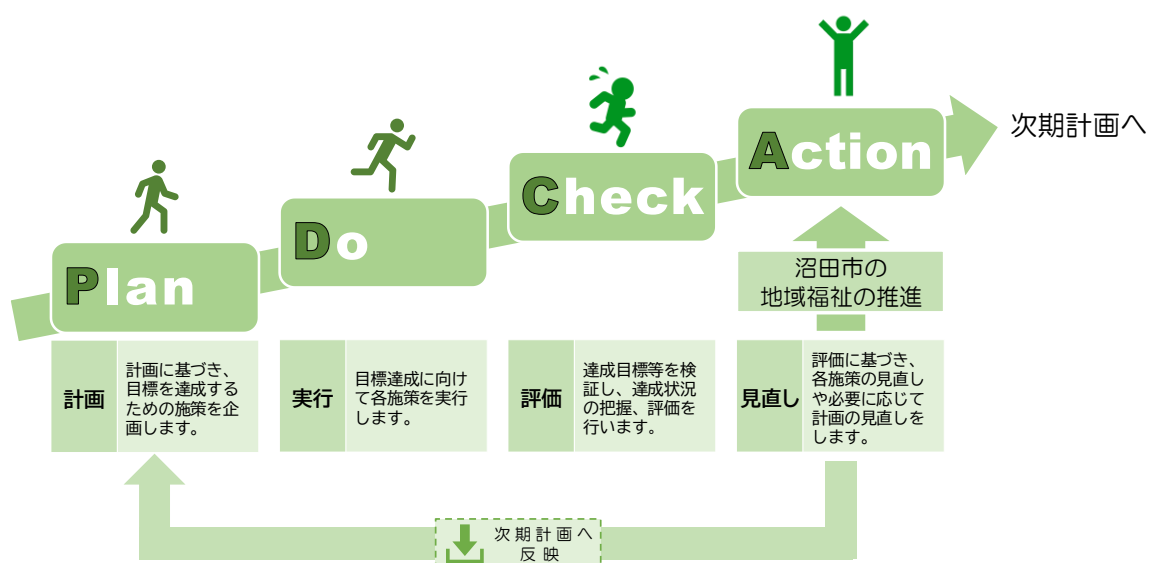 Plan
Do
Check
Action
次期計画へ
沼田市の
地域福祉の推進
計画
計画に基づき、
目標を達成する
ための施策を企
画します。
実行
目標達成に向け
て各施策を実行
します。
評価
達成目標等を検
証し、達成状況
の把握、評価を
行います。
見直し
評価に基づき、
各施策の見直し
や必要に応じて
計画の見直しを
します。
次期計画へ
反映